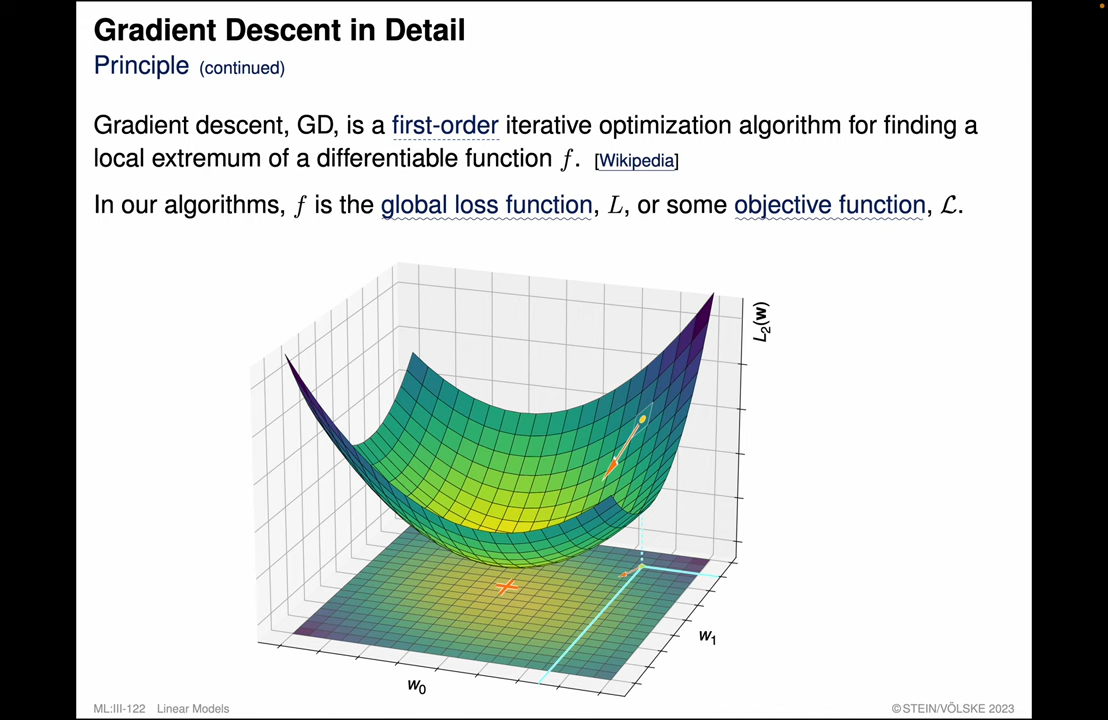 Gradient Descent in Detail
Principle (continued)
Gradient descent, GD, is a first-order iterative optimization algorithm for finding a
local extremum of a differentiable function f. [Wikipedia]
In our algorithms, f is the global loss function, L, or some objective function, ℒ.
L₂(w)
w₁
w₀
ML:III-122 Linear Models
©STEIN/VÖLSKE 2023